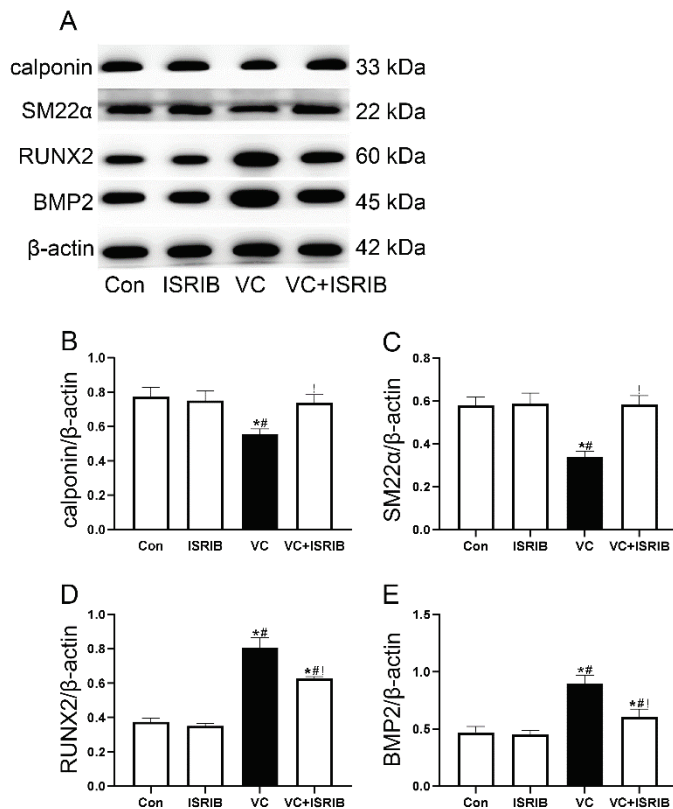 A
calponin 33 kDa
SM22α 22 kDa
RUNX2 60 kDa
BMP2 45 kDa
β-actin 42 kDa
Con ISRIB VC VC+ISRIB
B
calponin/β-actin
1.0
0.8
0.6
0.4
0.2
0.0
*#
!
Con ISRIB VC VC+ISRIB
C
SM22α/β-actin
0.8
0.6
0.4
0.2
0.0
*#
!
Con ISRIB VC VC+ISRIB
D
RUNX2/β-actin
1.0
0.8
0.6
0.4
0.2
0.0
*#
*#!
Con ISRIB VC VC+ISRIB
E
BMP2/β-actin
1.5
1.0
0.5
0.0
*#
*#!
Con ISRIB VC VC+ISRIB